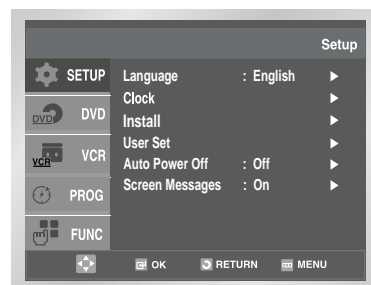 Setup
SETUP
Language : English ▶
Clock ▶
Install ▶
User Set ▶
Auto Power Off : Off ▶
Screen Messages : On ▶
DVD DVD
VCR VCR
PROG
FUNC
OK RETURN MENU